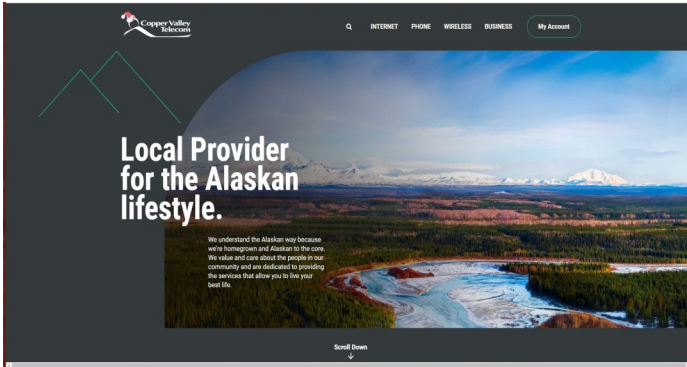 Copper Valley
Telecom
INTERNET PHONE WIRELESS BUSINESS My Account
Local Provider
for the Alaskan
lifestyle.
We understand the Alaskan way because
we're homegrown and Alaskan to the core.
We value and care about the people in our
community and are dedicated to providing
the services that allow you to live your
best life.
Scroll Down